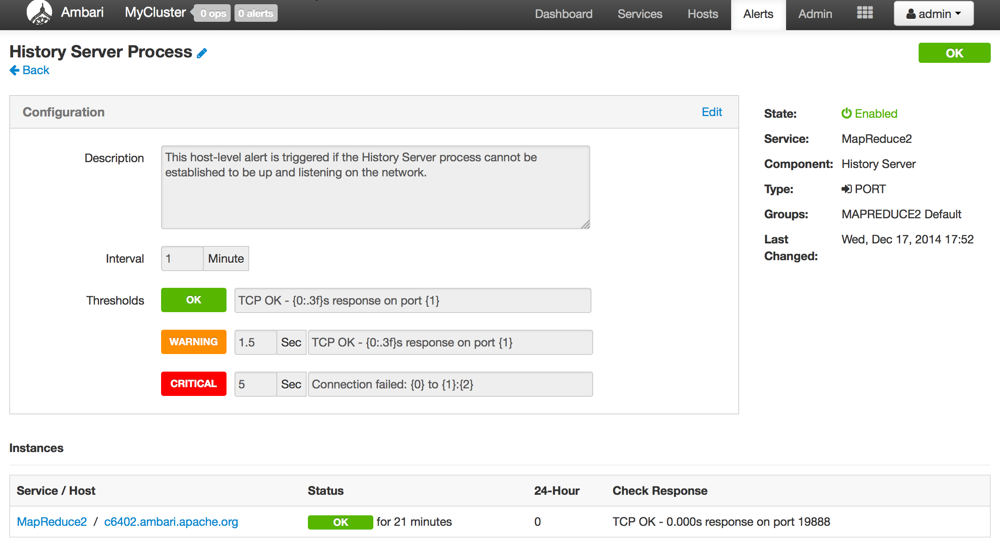 Ambari MyCluster 0 ops 0 alerts Dashboard Services Hosts Alerts Admin admin
History Server Process OK
Back
Configuration Edit
Description This host-level alert is triggered if the History Server process cannot be
established to be up and listening on the network.
Interval 1 Minute
Thresholds OK TCP OK - {0:.3f}s response on port {1}
WARNING 1.5 Sec TCP OK - {0:.3f}s response on port {1}
CRITICAL 5 Sec Connection failed: {0} to {1}:{2}
State: Enabled
Service: MapReduce2
Component: History Server
Type: PORT
Groups: MAPREDUCE2 Default
Last Wed, Dec 17, 2014 17:52
Changed:
Instances
Service / Host Status 24-Hour Check Response
MapReduce2 / c6402.ambari.apache.org OK for 21 minutes 0 TCP OK - 0.000s response on port 19888